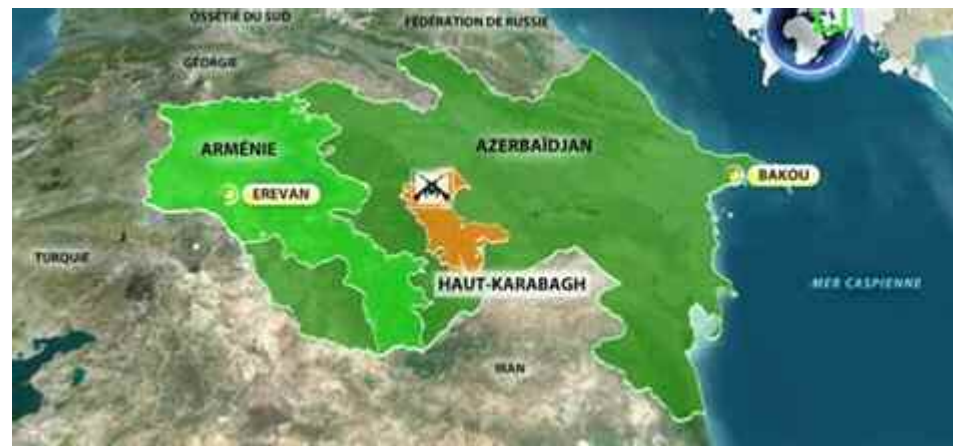 OSSÉTIE DU SUD
FÉDÉRATION DE RUSSIE
GÉORGIE
ARMÉNIE
AZERBAÏDJAN
EREVAN
BAKOU
TURQUIE
HAUT-KARABAGH
MER CASPIENNE
IRAN